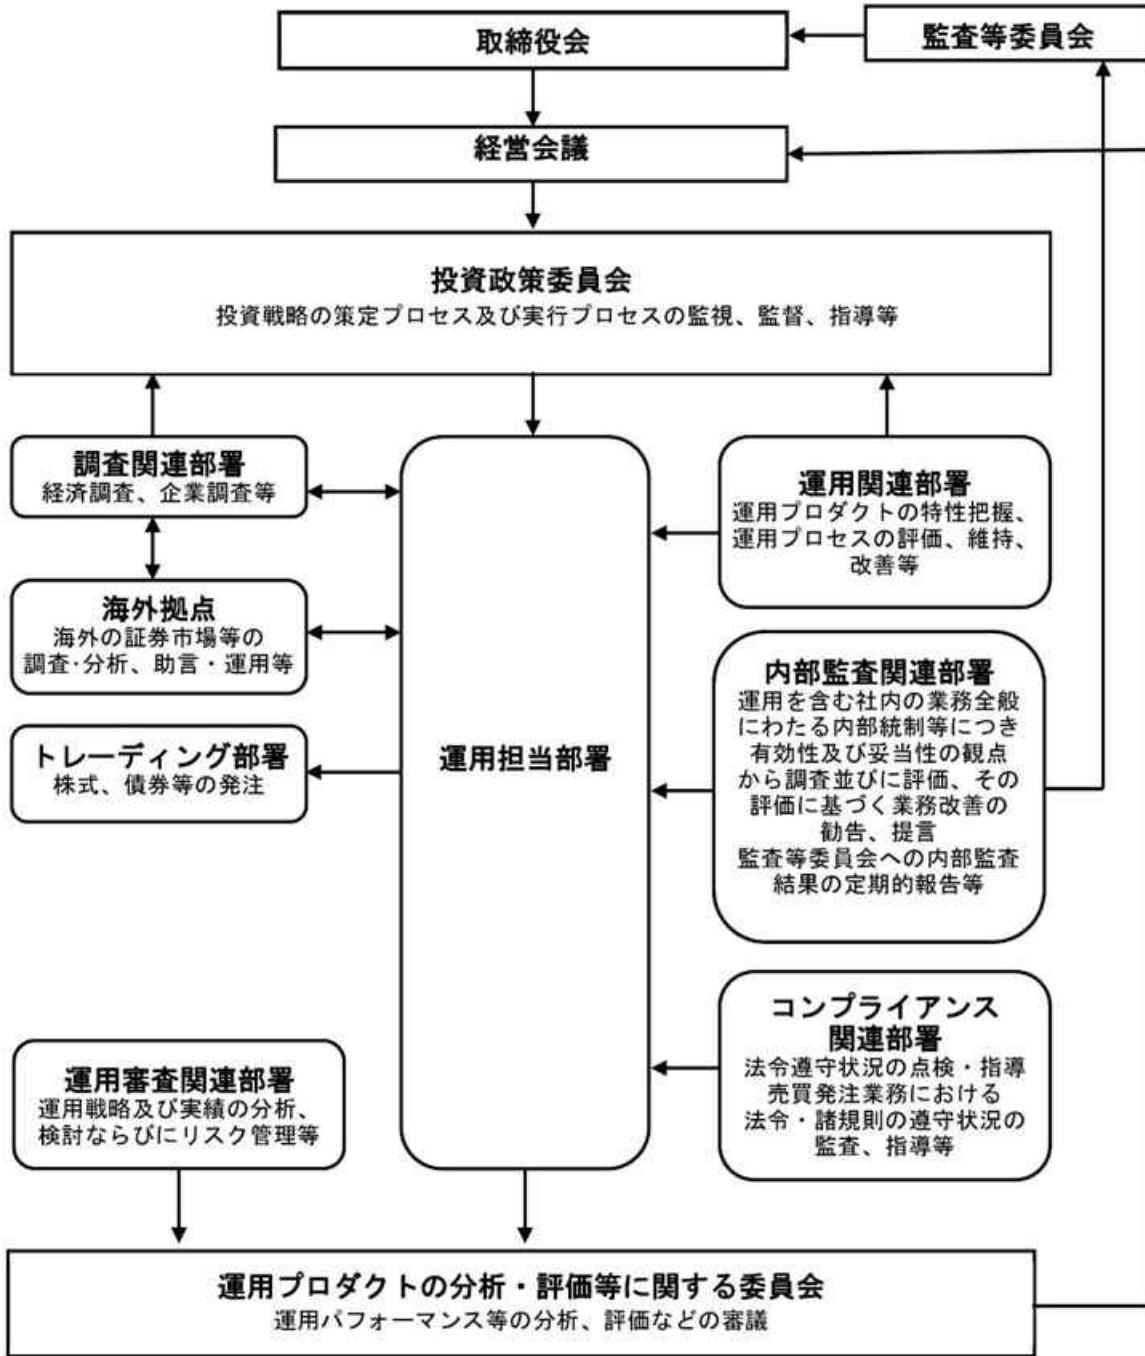 取締役会
監査等委員会
経営会議
投資政策委員会
投資戦略の策定プロセス及び実行プロセスの監視、監督、指導等
調査関連部署
経済調査、企業調査等
海外拠点
海外の証券市場等の
調査･分析、助言・運用等
トレーディング部署
株式、債券等の発注
運用担当部署
運用関連部署
運用プロダクトの特性把握、
運用プロセスの評価、維持、
改善等
内部監査関連部署
運用を含む社内の業務全般
にわたる内部統制等につき
有効性及び妥当性の観点
から調査並びに評価、その
評価に基づく業務改善の
勧告、提言
監査等委員会への内部監査
結果の定期的報告等
コンプライアンス
関連部署
法令遵守状況の点検・指導
売買発注業務における
法令・諸規則の遵守状況の
監査、指導等
運用審査関連部署
運用戦略及び実績の分析、
検討ならびにリスク管理等
運用プロダクトの分析・評価等に関する委員会
運用パフォーマンス等の分析、評価などの審議